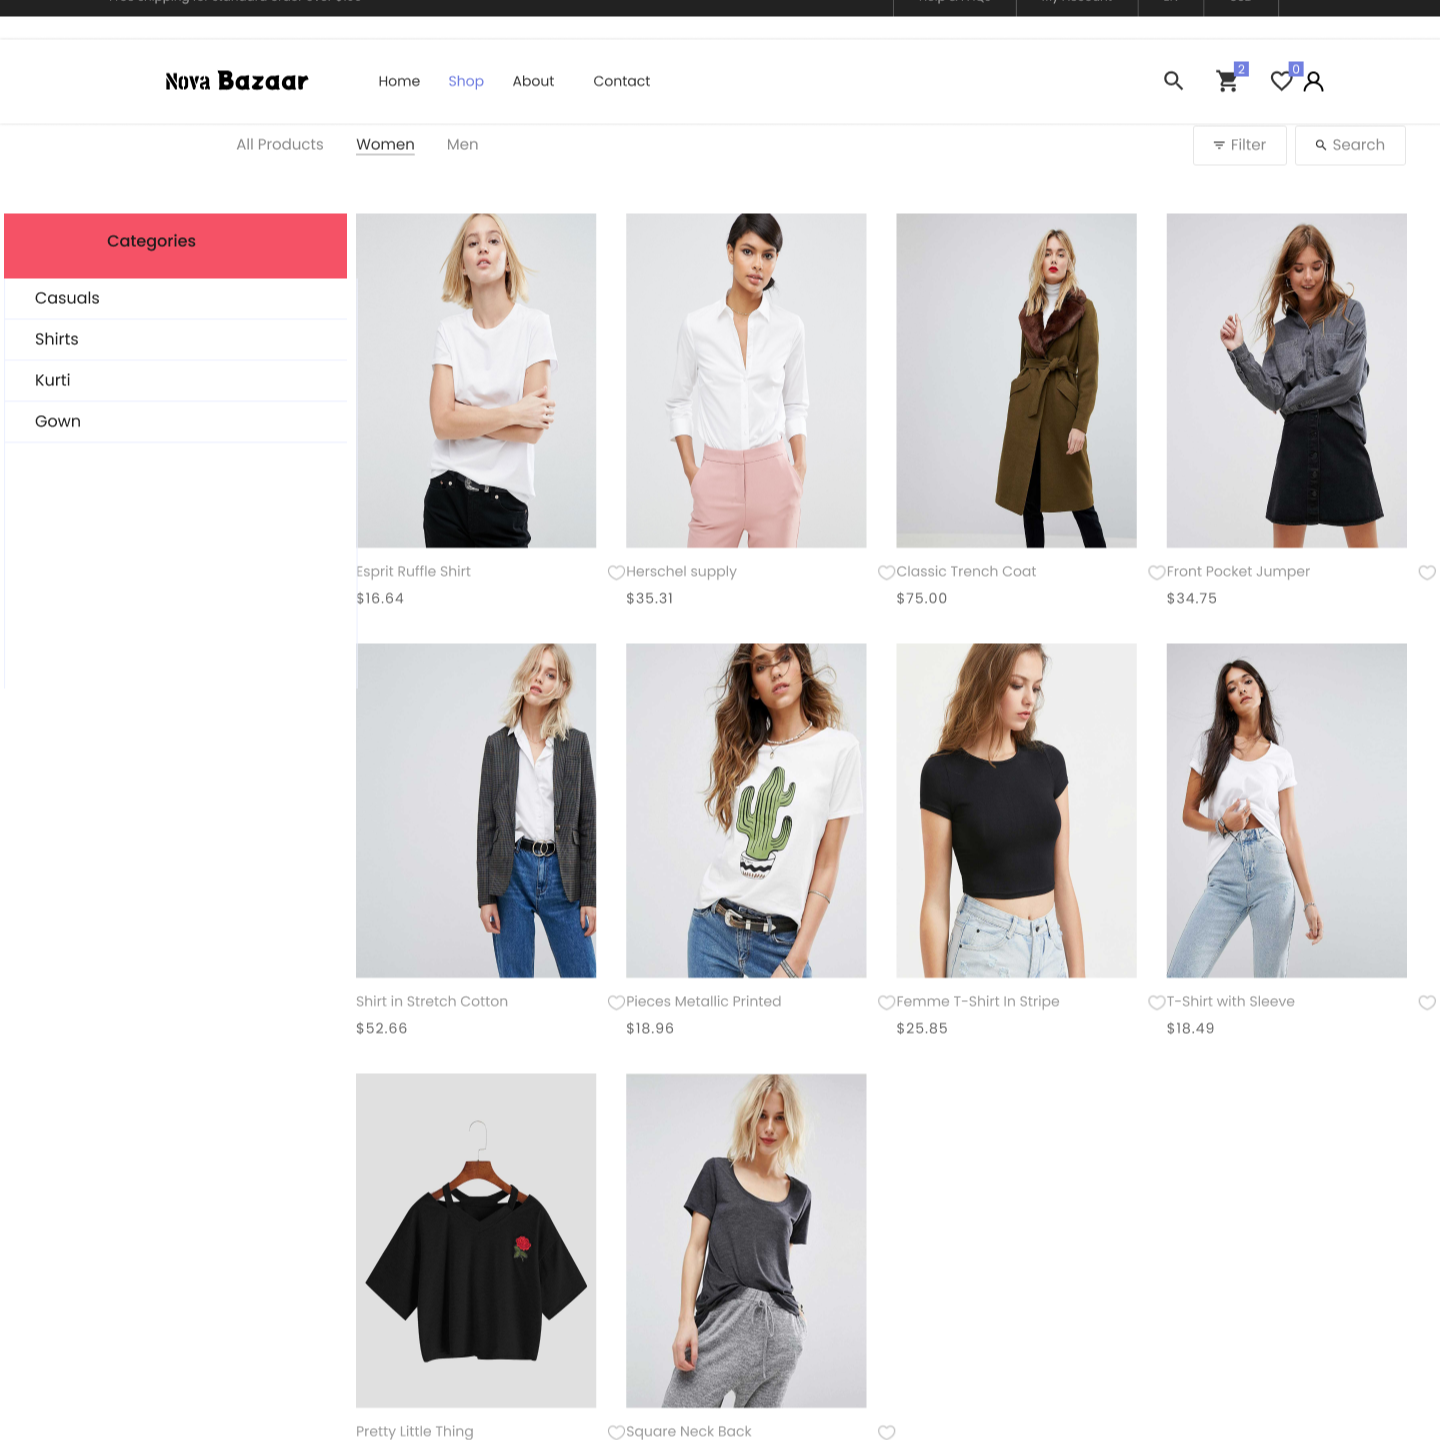 Nova Bazaar
Home Shop About Contact
2 0
All Products Women Men
Filter Search
Categories
Casuals
Shirts
Kurti
Gown
Esprit Ruffle Shirt
$16.64
Herschel supply
$35.31
Classic Trench Coat
$75.00
Front Pocket Jumper
$34.75
Shirt in Stretch Cotton
$52.66
Pieces Metallic Printed
$18.96
Femme T-Shirt In Stripe
$25.85
T-Shirt with Sleeve
$18.49
Pretty Little Thing
Square Neck Back